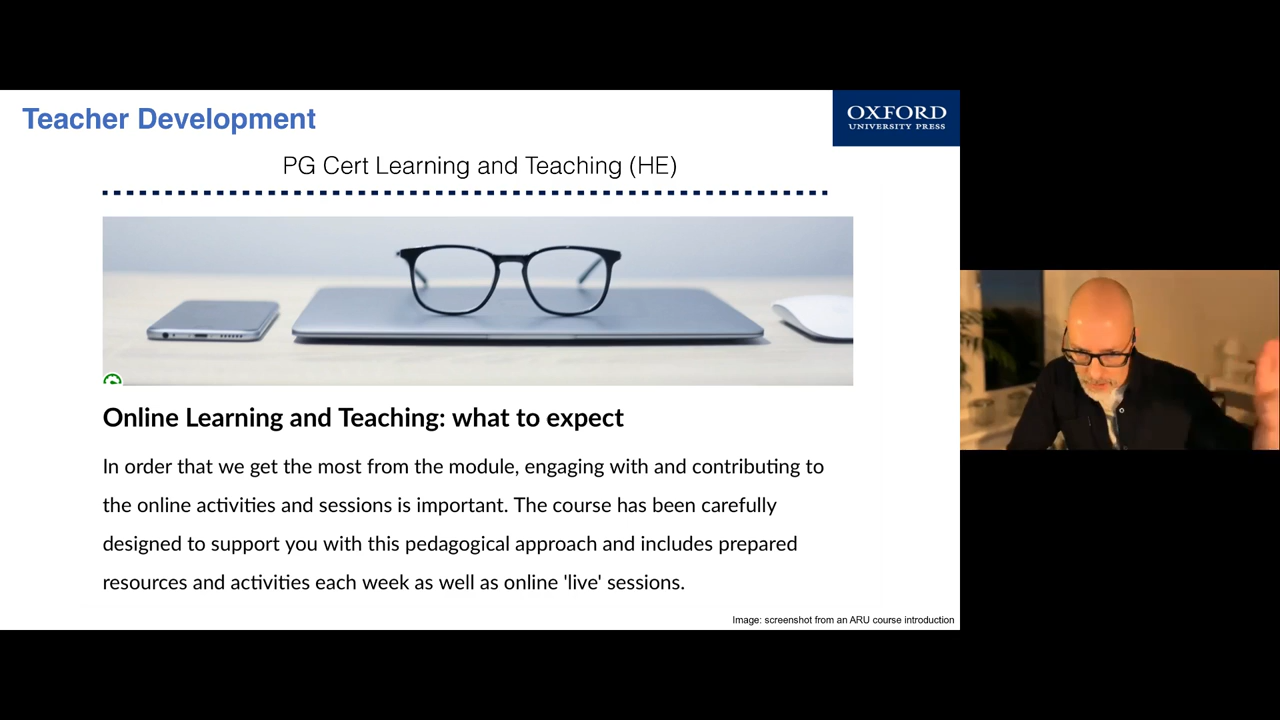 Teacher Development
OXFORD
UNIVERSITY PRESS
PG Cert Learning and Teaching (HE)
Online Learning and Teaching: what to expect
In order that we get the most from the module, engaging with and contributing to
the online activities and sessions is important. The course has been carefully
designed to support you with this pedagogical approach and includes prepared
resources and activities each week as well as online 'live' sessions.
Image: screenshot from an ARU course introduction